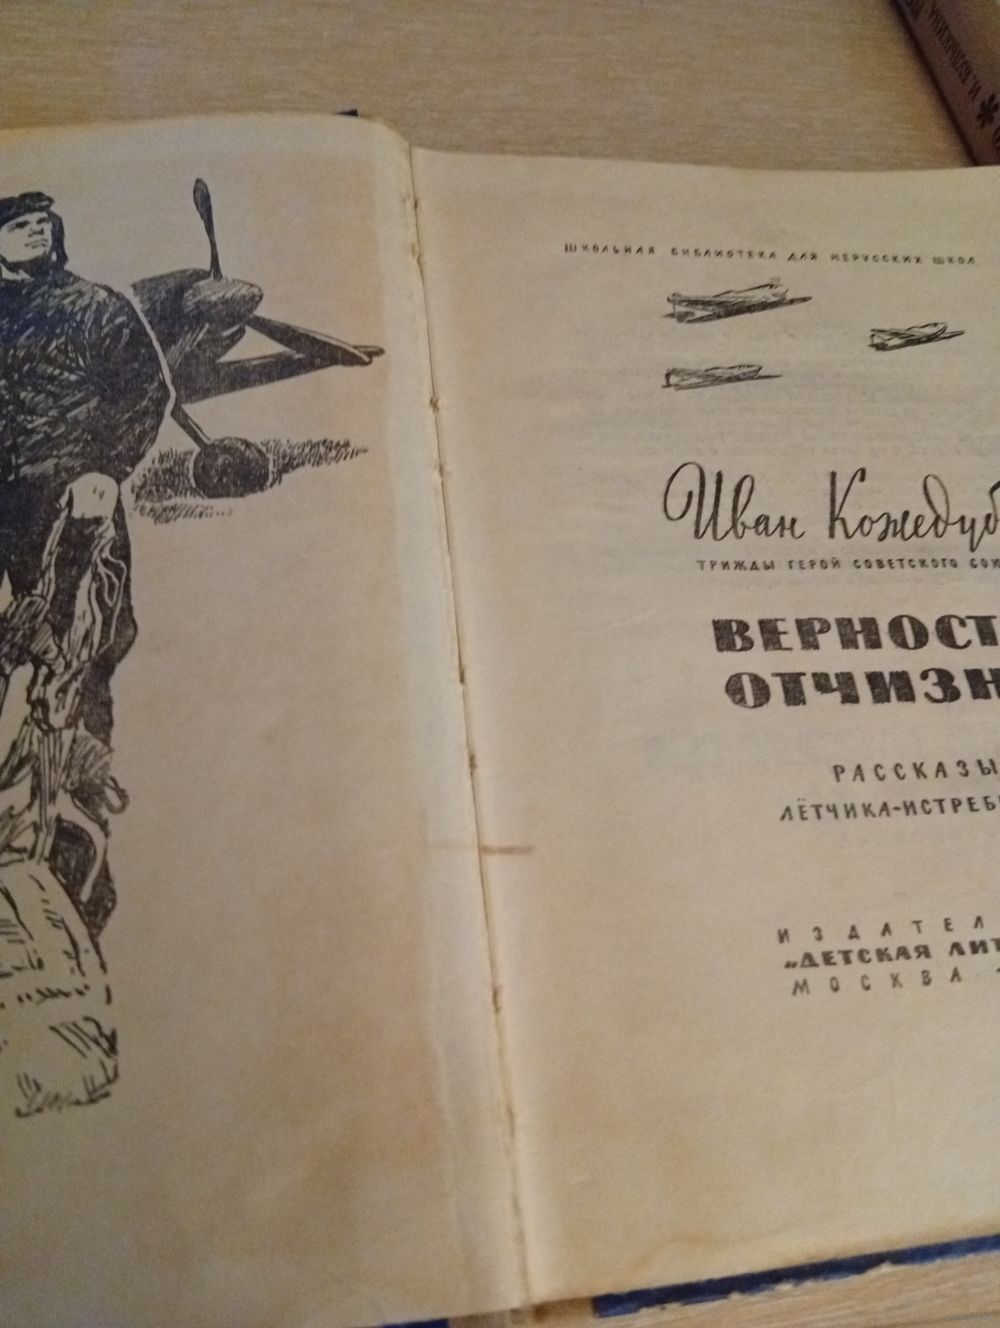 ШКОЛЬНАЯ БИБЛИОТЕКА ДЛЯ НЕРУССКИХ ШКОЛ
Иван Кожедуб
ТРИЖДЫ ГЕРОЙ СОВЕТСКОГО СОЮ
ВЕРНОСТ
ОТЧИЗН
РАССКАЗЫ
ЛЁТЧИКА-ИСТРЕБ
ИЗДАТЕЛ
„ДЕТСКАЯ ЛИТ
МОСКВА